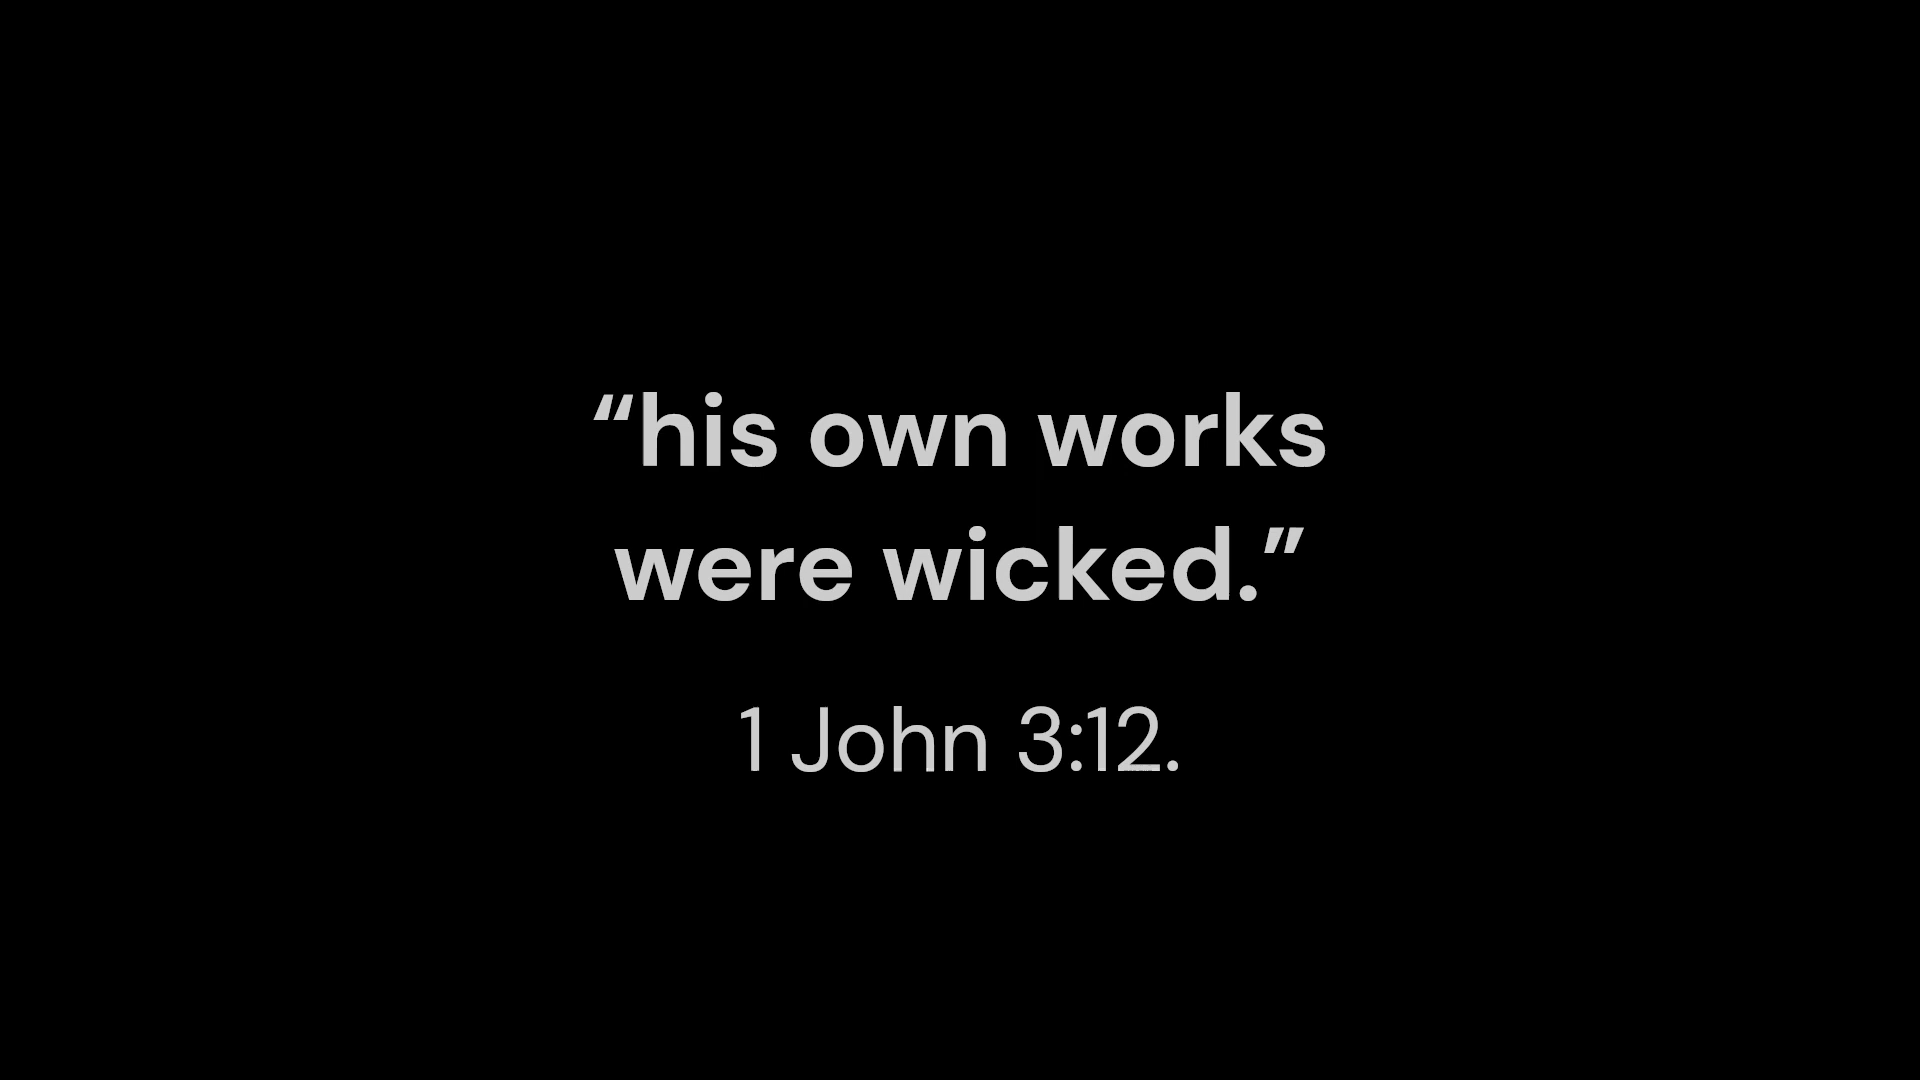 “his own works
were wicked.”
1 John 3:12.